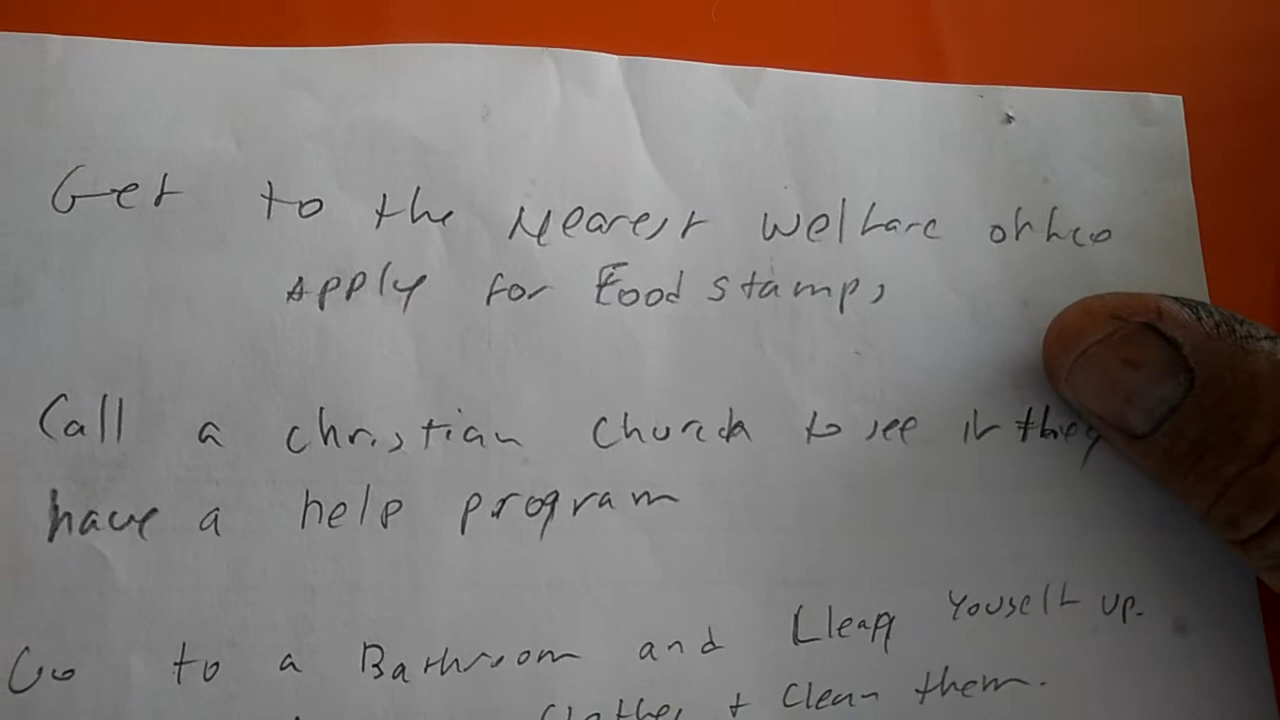 Get to the Nearest welfare office
Apply for Food stamps
Call a christian church to see if they
have a help program
Go to a Bathroom and Clean Youself up.
Clothes + Clean them.